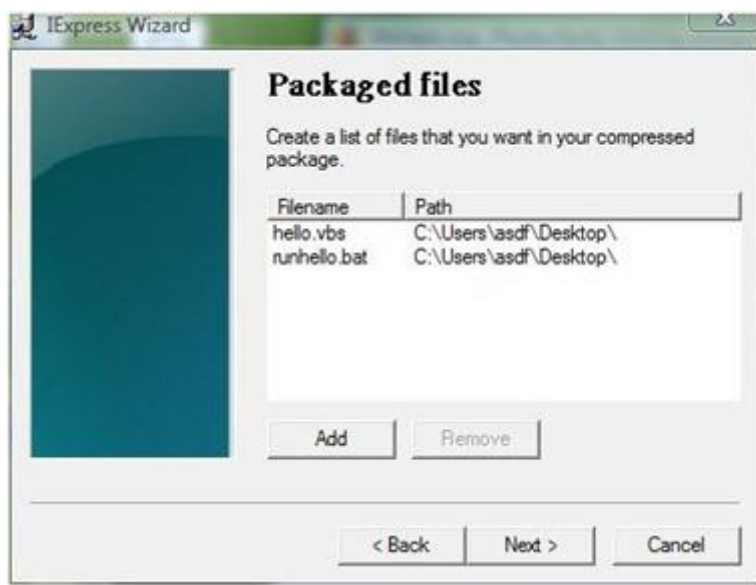 IExpress Wizard
Packaged files
Create a list of files that you want in your compressed
package.
Filename Path
hello.vbs C:\Users\asdf\Desktop\
runhello.bat C:\Users\asdf\Desktop\
Add Remove
< Back Next > Cancel